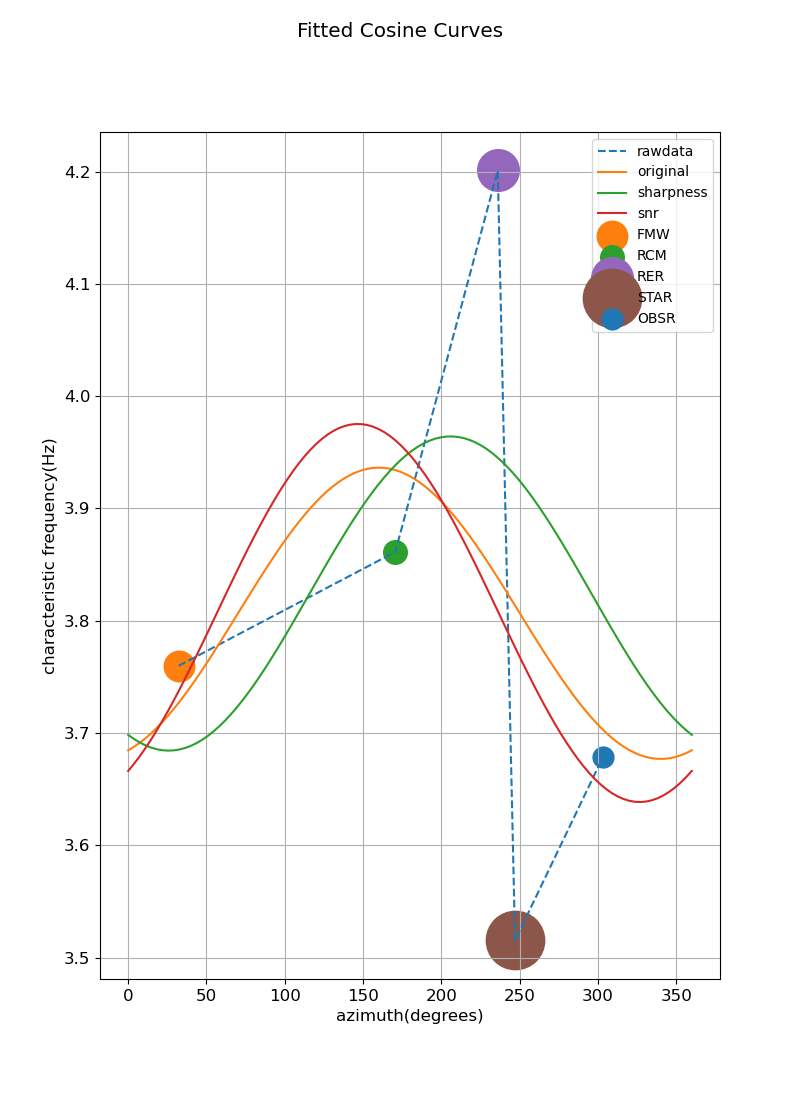 Fitted Cosine Curves
4.2
4.1
4.0
3.9
3.8
3.7
3.6
3.5
characteristic frequency(Hz)
rawdata
original
sharpness
snr
FMW
RCM
RER
STAR
OBSR
0 50 100 150 200 250 300 350
azimuth(degrees)